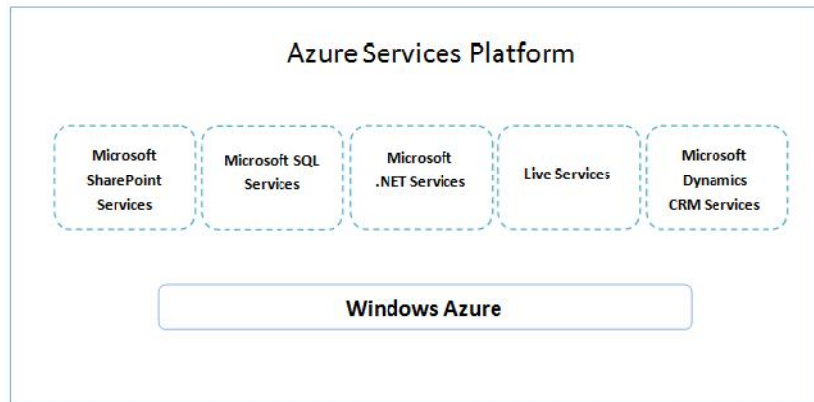 Azure Services Platform
Microsoft
SharePoint
Services
Microsoft SQL
Services
Microsoft
.NET Services
Live Services
Microsoft
Dynamics
CRM Services
Windows Azure